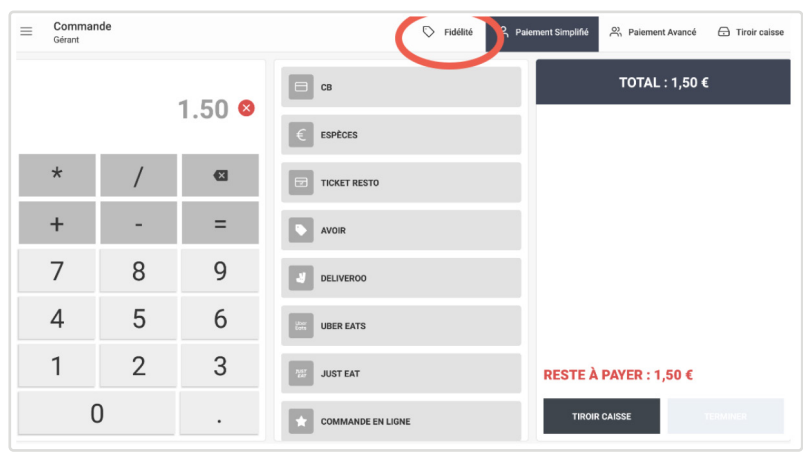 Commande
Gérant
Fidélité
Paiement Simplifié
Paiement Avancé
Tiroir caisse
1.50
* /
+ - =
7 8 9
4 5 6
1 2 3
0 .
CB
€ ESPÈCES
TICKET RESTO
AVOIR
DELIVEROO
UBER EATS
JUST EAT
COMMANDE EN LIGNE
TOTAL : 1,50 €
RESTE À PAYER : 1,50 €
TIROIR CAISSE
TERMINER